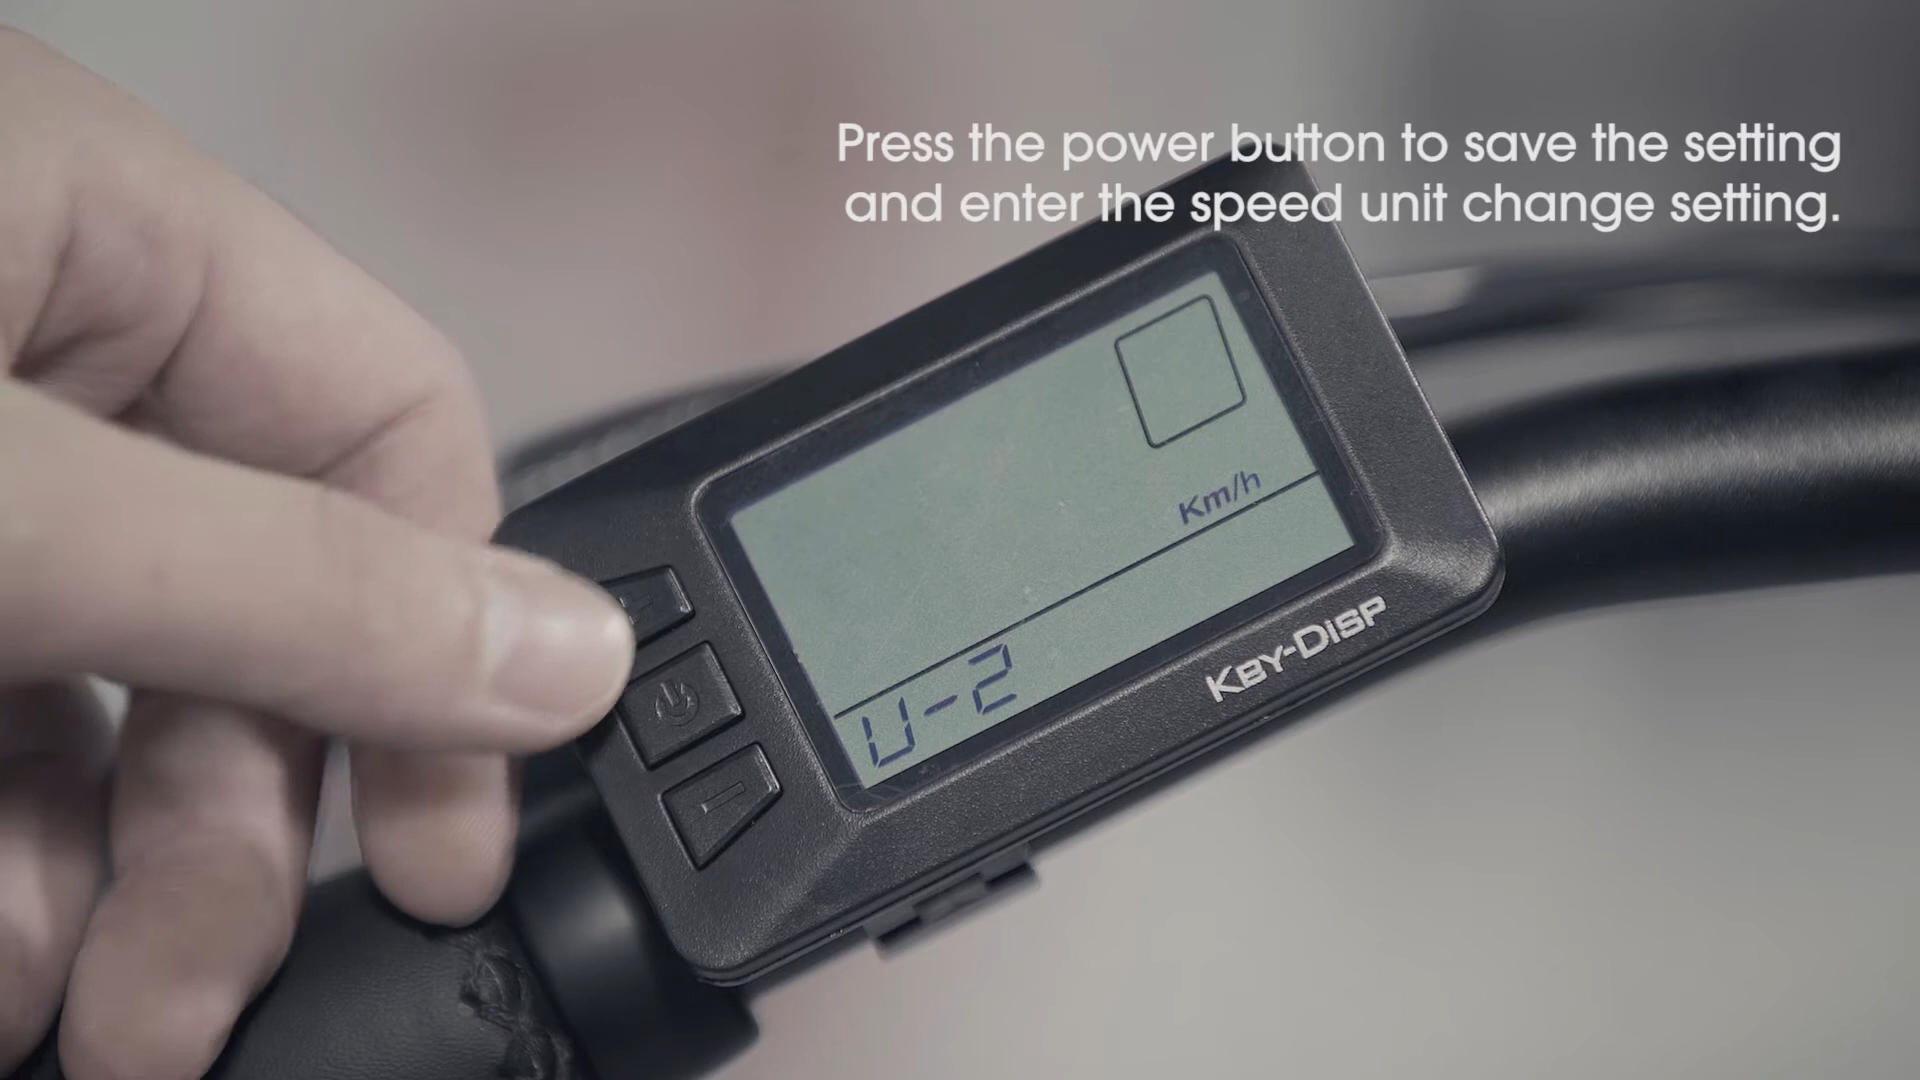 Press the power button to save the setting
and enter the speed unit change setting.
Km/h
U-2
KEY-DISP